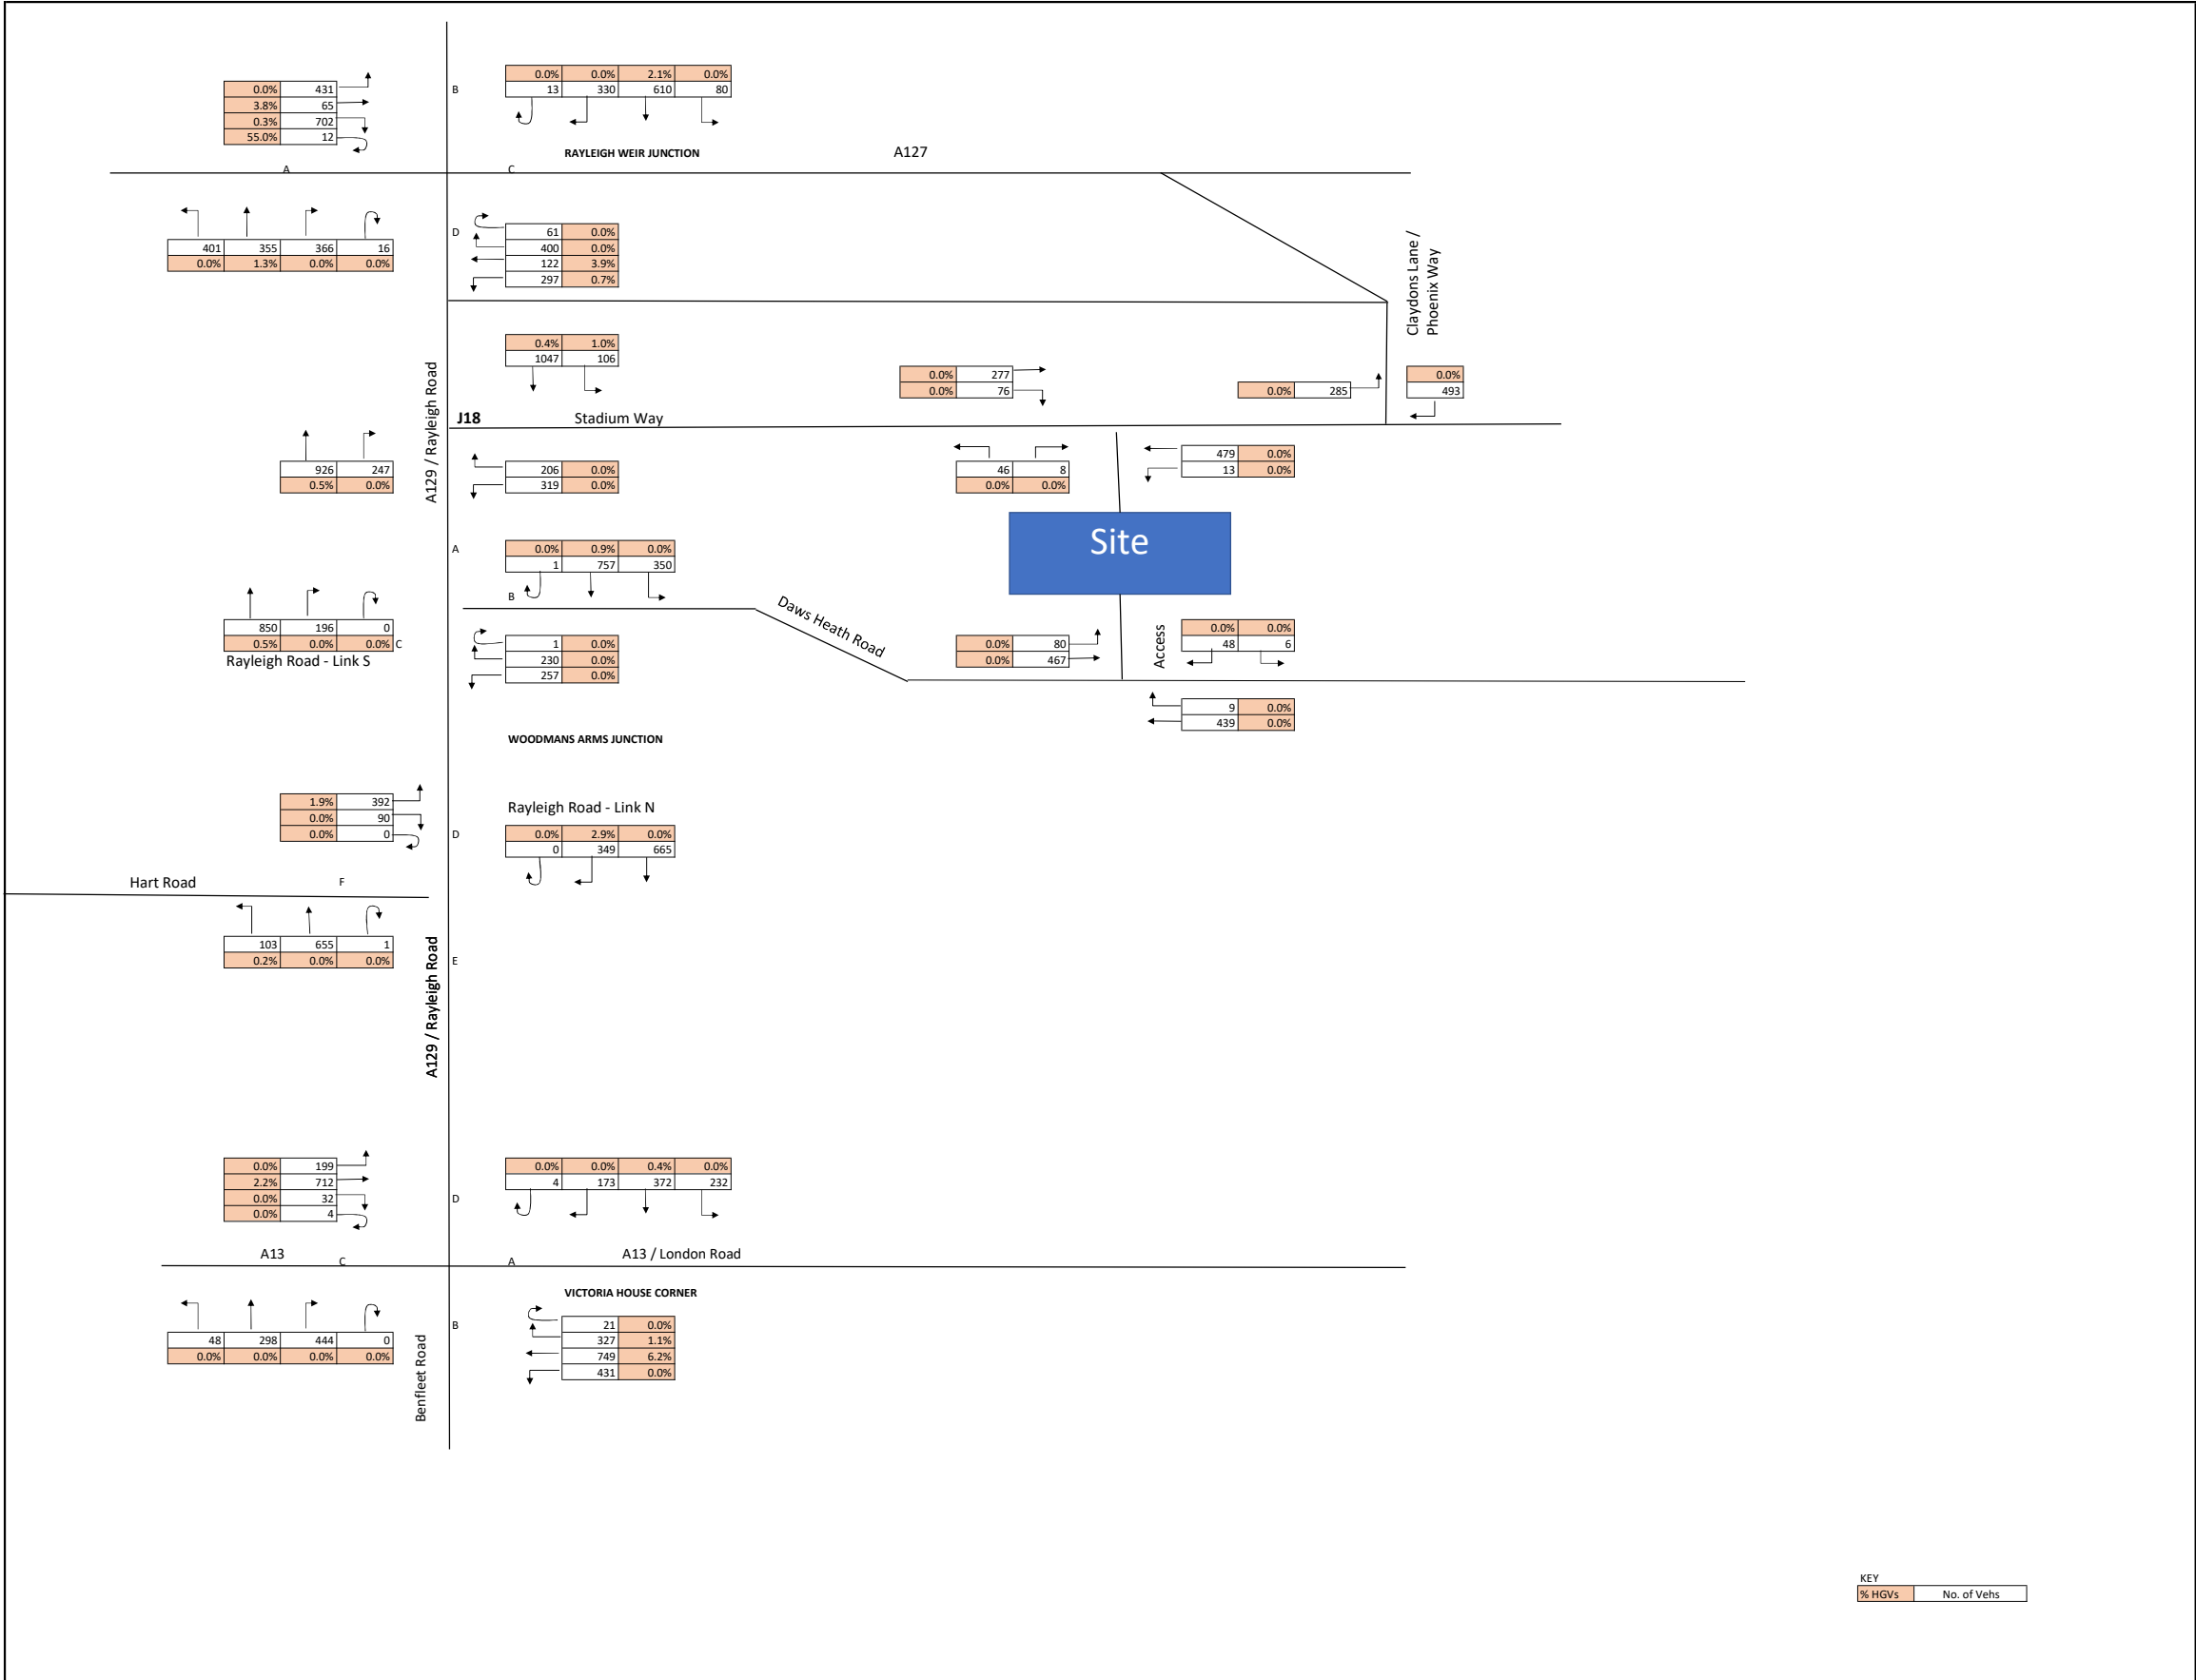 0.0% 0.0% 2.1% 0.0%
13 330 610 80
0.0% 431
3.8% 65
0.3% 702
55.0% 12
B
RAYLEIGH WEIR JUNCTION
A127
A
C
401 355 366 16
0.0% 1.3% 0.0% 0.0%
D
61 0.0%
400 0.0%
122 3.9%
297 0.7%
Claydons Lane /
Phoenix Way
0.4% 1.0%
1047 106
0.0% 277
0.0% 76
0.0% 285
0.0%
493
A129 / Rayleigh Road
J18
Stadium Way
926 247
0.5% 0.0%
206 0.0%
319 0.0%
46 8
0.0% 0.0%
479 0.0%
13 0.0%
Site
A
0.0% 0.9% 0.0%
1 757 350
B
Daws Heath Road
850 196 0
0.5% 0.0% 0.0% C
Rayleigh Road - Link S
1 0.0%
230 0.0%
257 0.0%
0.0% 80
0.0% 467
Access
0.0% 0.0%
48 6
9 0.0%
439 0.0%
WOODMANS ARMS JUNCTION
1.9% 392
0.0% 90
0.0% 0
Rayleigh Road - Link N
D
0.0% 2.9% 0.0%
0 349 665
Hart Road
F
103 655 1
0.2% 0.0% 0.0%
E
A129 / Rayleigh Road
0.0% 199
2.2% 712
0.0% 32
0.0% 4
D
0.0% 0.0% 0.4% 0.0%
4 173 372 232
A13
C
A13 / London Road
A
VICTORIA HOUSE CORNER
48 298 444 0
0.0% 0.0% 0.0% 0.0%
Benfleet Road
B
21 0.0%
327 1.1%
749 6.2%
431 0.0%
KEY
% HGVs No. of Vehs